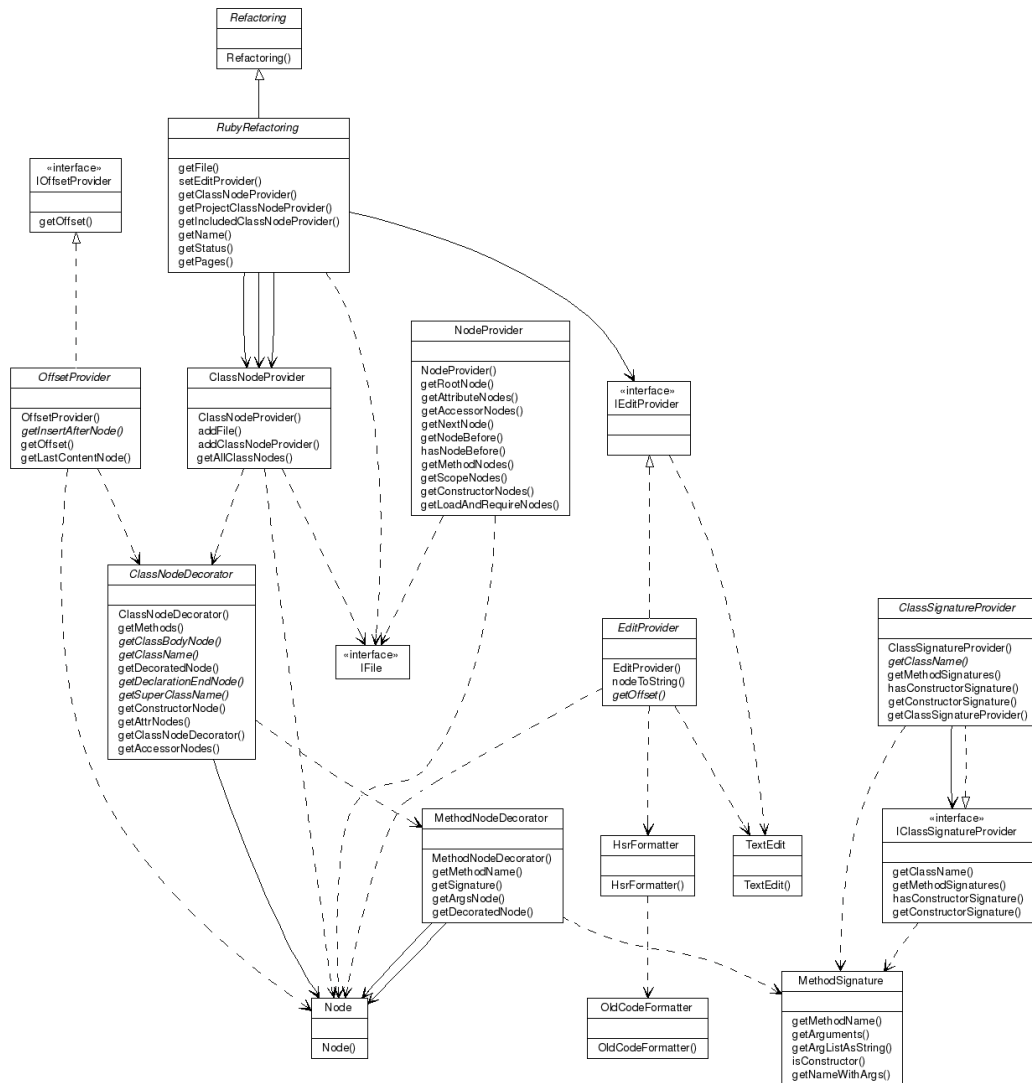 Refactoring
Refactoring()
RubyRefactoring
getFile()
setEditProvider()
getClassNodeProvider()
getProjectClassNodeProvider()
getIncludedClassNodeProvider()
getName()
getStatus()
getPages()
«interface»
IOffsetProvider
getOffset()
NodeProvider
NodeProvider()
getRootNode()
getAttributeNodes()
getAccessorNodes()
getNextNode()
getNodeBefore()
hasNodeBefore()
getMethodNodes()
getScopeNodes()
getConstructorNodes()
getLoadAndRequireNodes()
OffsetProvider
OffsetProvider()
getInsertAfterNode()
getOffset()
getLastContentNode()
ClassNodeProvider
ClassNodeProvider()
addFile()
addClassNodeProvider()
getAllClassNodes()
«interface»
IEditProvider
ClassNodeDecorator
ClassNodeDecorator()
getMethods()
getClassBodyNode()
getClassName()
getDecoratedNode()
getDeclarationEndNode()
getSuperClassName()
getConstructorNode()
getAttrNodes()
getClassNodeDecorator()
getAccessorNodes()
«interface»
IFile
EditProvider
EditProvider()
nodeToString()
getOffset()
ClassSignatureProvider
ClassSignatureProvider()
getClassName()
getMethodSignatures()
hasConstructorSignature()
getConstructorSignature()
getClassSignatureProvider()
MethodNodeDecorator
MethodNodeDecorator()
getMethodName()
getSignature()
getArgsNode()
getDecoratedNode()
HsrFormatter
HsrFormatter()
TextEdit
TextEdit()
«interface»
IClassSignatureProvider
getClassName()
getMethodSignatures()
hasConstructorSignature()
getConstructorSignature()
Node
Node()
OldCodeFormatter
OldCodeFormatter()
MethodSignature
getMethodName()
getArguments()
getArgListAsString()
isConstructor()
getNameWithArgs()